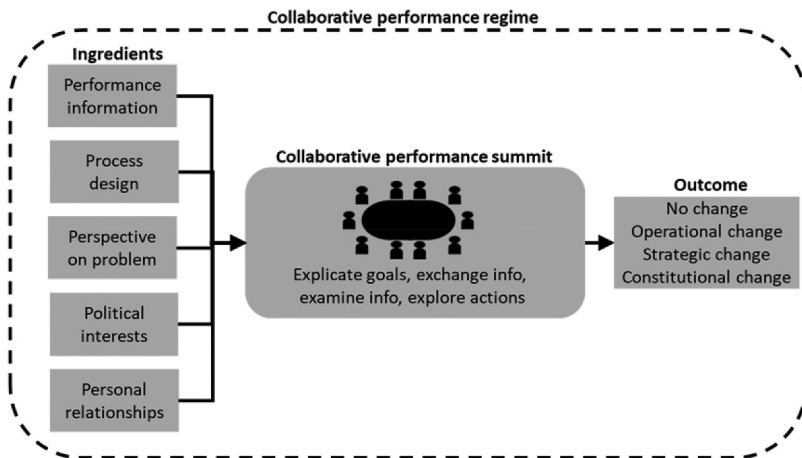 Collaborative performance regime
Ingredients
Performance
information
Process
design
Perspective
on problem
Political
interests
Personal
relationships
Collaborative performance summit
Explicate goals, exchange info,
examine info, explore actions
Outcome
No change
Operational change
Strategic change
Constitutional change